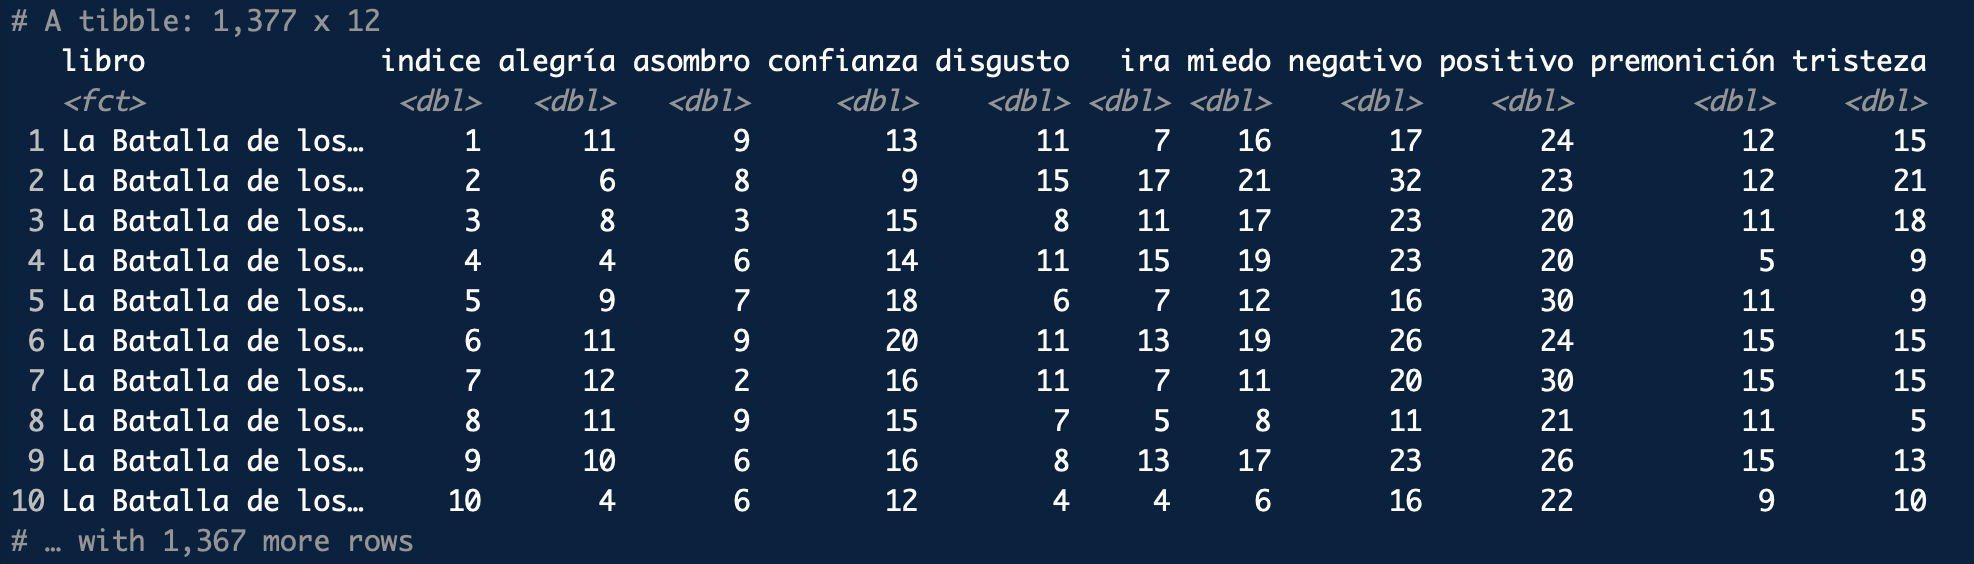 # A tibble: 1,377 x 12
libro indice alegría asombro confianza disgusto ira miedo negativo positivo premonición tristeza
<fct> <dbl> <dbl> <dbl> <dbl> <dbl> <dbl> <dbl> <dbl> <dbl> <dbl> <dbl>
1 La Batalla de los… 1 11 9 13 11 7 16 17 24 12 15
2 La Batalla de los… 2 6 8 9 15 17 21 32 23 12 21
3 La Batalla de los… 3 8 3 15 8 11 17 23 20 11 18
4 La Batalla de los… 4 4 6 14 11 15 19 23 20 5 9
5 La Batalla de los… 5 9 7 18 6 7 12 16 30 11 9
6 La Batalla de los… 6 11 9 20 11 13 19 26 24 15 15
7 La Batalla de los… 7 12 2 16 11 7 11 20 30 15 15
8 La Batalla de los… 8 11 9 15 7 5 8 11 21 11 5
9 La Batalla de los… 9 10 6 16 8 13 17 23 26 15 13
10 La Batalla de los… 10 4 6 12 4 4 6 16 22 9 10
# … with 1,367 more rows